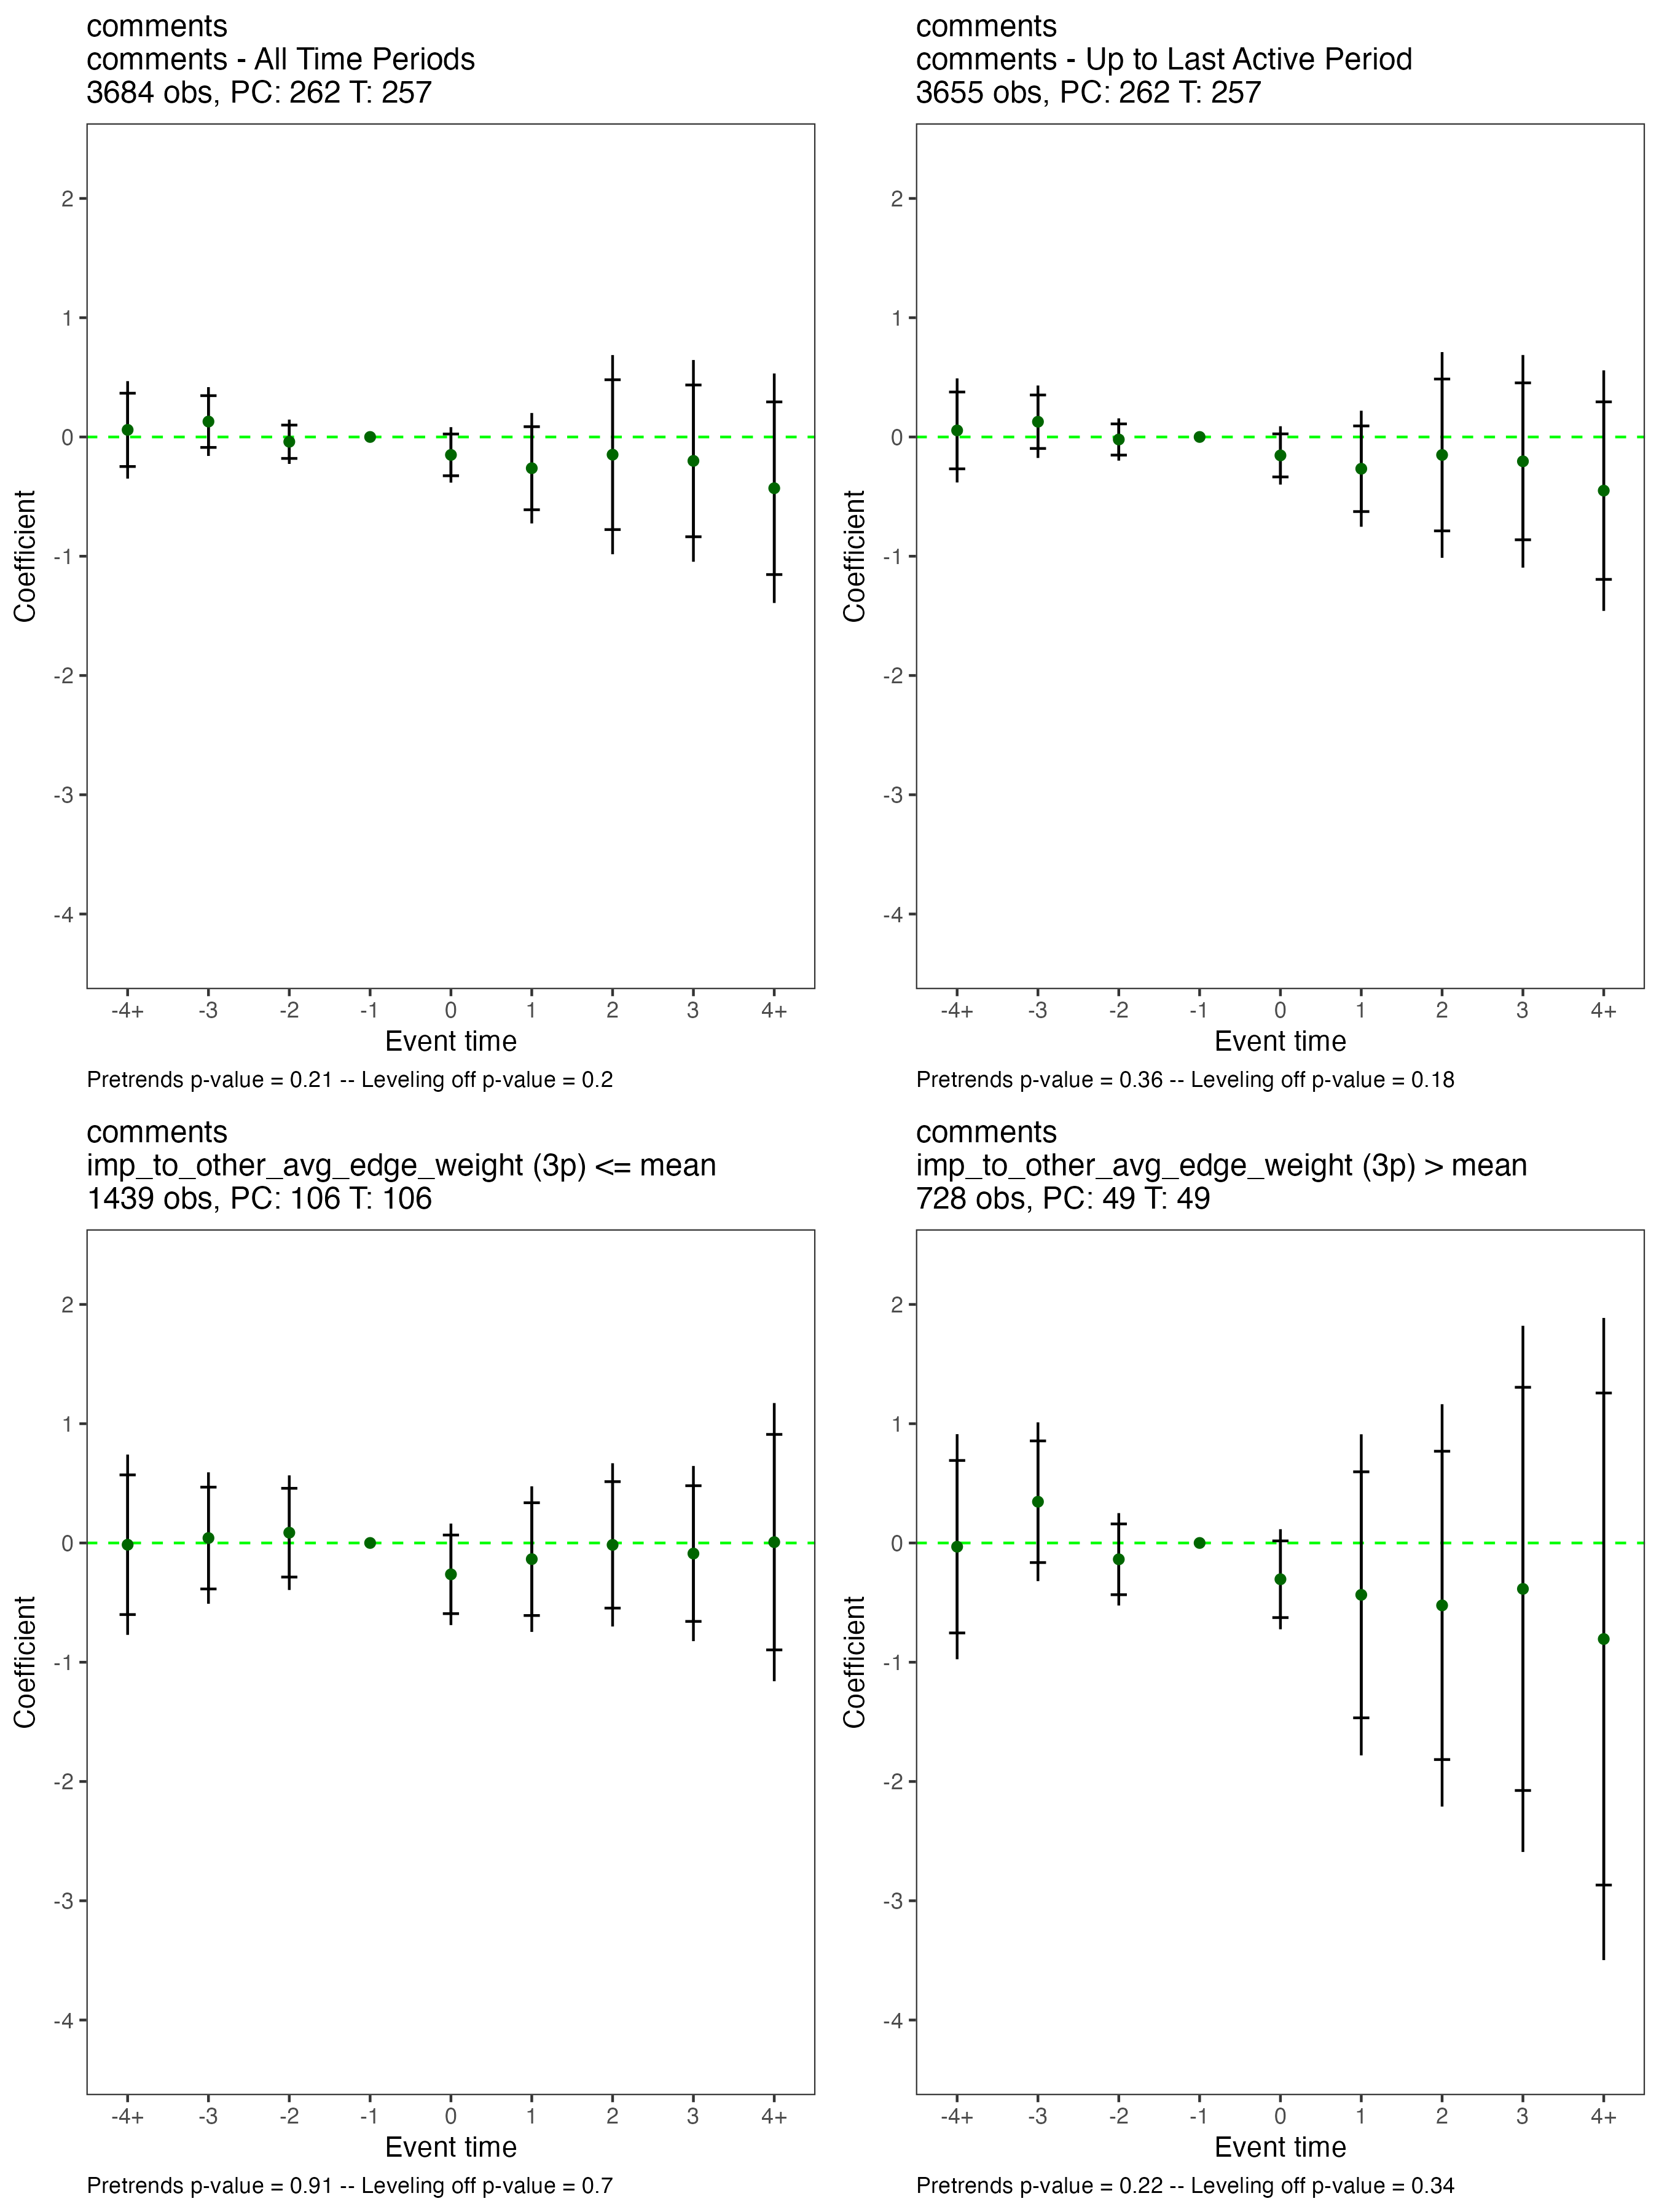 comments
comments - All Time Periods
3684 obs, PC: 262 T: 257
2
1
0
-1
-2
-3
-4
Coefficient
-4+ -3 -2 -1 0 1 2 3 4+
Event time
Pretrends p-value = 0.21 -- Leveling off p-value = 0.2
comments
comments - Up to Last Active Period
3655 obs, PC: 262 T: 257
2
1
0
-1
-2
-3
-4
Coefficient
-4+ -3 -2 -1 0 1 2 3 4+
Event time
Pretrends p-value = 0.36 -- Leveling off p-value = 0.18
comments
imp_to_other_avg_edge_weight (3p) <= mean
1439 obs, PC: 106 T: 106
2
1
0
-1
-2
-3
-4
Coefficient
-4+ -3 -2 -1 0 1 2 3 4+
Event time
Pretrends p-value = 0.91 -- Leveling off p-value = 0.7
comments
imp_to_other_avg_edge_weight (3p) > mean
728 obs, PC: 49 T: 49
2
1
0
-1
-2
-3
-4
Coefficient
-4+ -3 -2 -1 0 1 2 3 4+
Event time
Pretrends p-value = 0.22 -- Leveling off p-value = 0.34